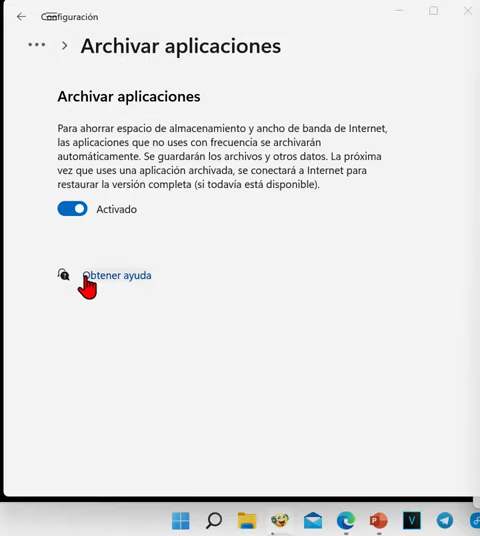 Configuración
Archivar aplicaciones
Archivar aplicaciones
Para ahorrar espacio de almacenamiento y ancho de banda de Internet,
las aplicaciones que no uses con frecuencia se archivarán
automáticamente. Se guardarán los archivos y otros datos. La próxima
vez que uses una aplicación archivada, se conectará a Internet para
restaurar la versión completa (si todavía está disponible).
Activado
Obtener ayuda
P
V